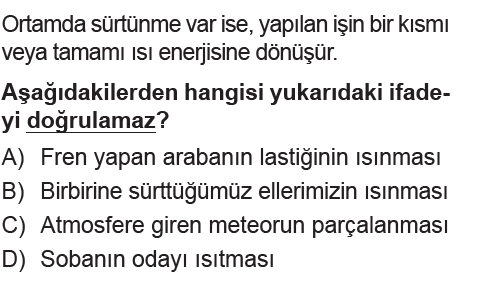 Ortamda sürtünme var ise, yapılan işin bir kısmı
veya tamamı ısı enerjisine dönüşür.
Aşağıdakilerden hangisi yukarıdaki ifade-
yi doğrulamaz?
A) Fren yapan arabanın lastiğinin ısınması
B) Birbirine sürttüğümüz ellerimizin ısınması
C) Atmosfere giren meteorun parçalanması
D) Sobanın odayı ısıtması